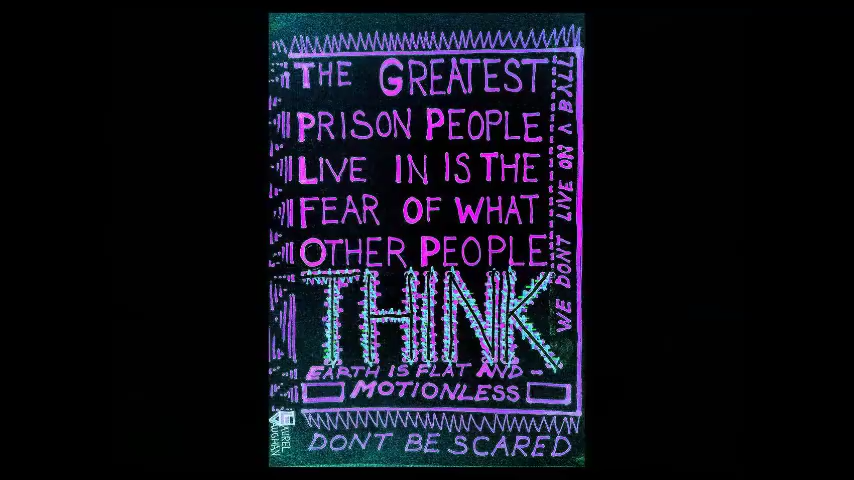 THE GREATEST
PRISON PEOPLE
LIVE IN IS THE
FEAR OF WHAT
OTHER PEOPLE
THINK
EARTH IS FLAT AND -
MOTIONLESS
DONT BE SCARED
WE DONT LIVE ON A BALL